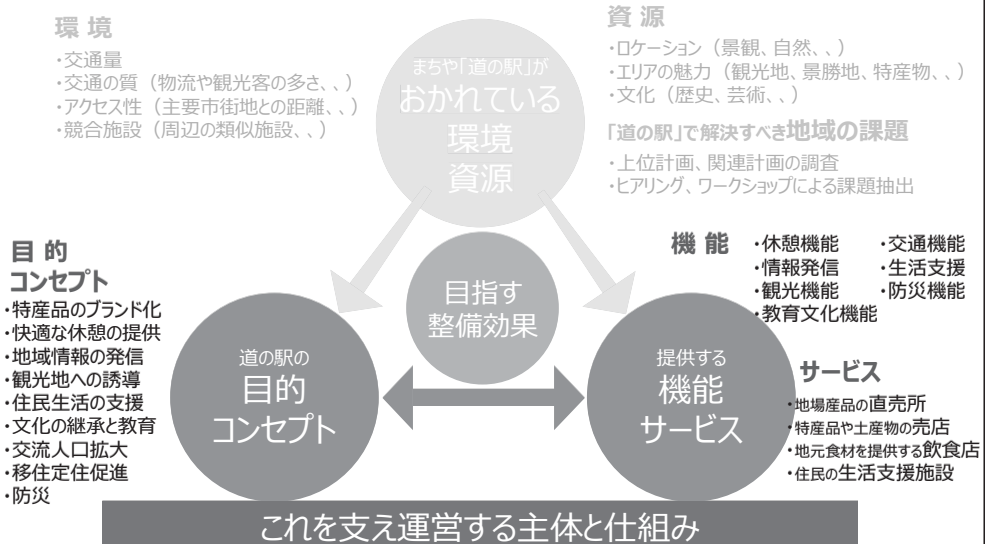 環 境
・交通量
・交通の質（物流や観光客の多さ、、）
・アクセス性（主要市街地との距離、、）
・競合施設（周辺の類似施設、、）
まちや「道の駅」が
おかれている
環境
資源
資 源
・ロケーション（景観、自然、、）
・エリアの魅力（観光地、景勝地、特産物、、）
・文化（歴史、芸術、、）
「道の駅」で解決すべき地域の課題
・上位計画、関連計画の調査
・ヒアリング、ワークショップによる課題抽出
目 的
コンセプト
・特産品のブランド化
・快適な休憩の提供
・地域情報の発信
・観光地への誘導
・住民生活の支援
・文化の継承と教育
・交流人口拡大
・移住定住促進
・防災
道の駅の
目的
コンセプト
目指す
整備効果
提供する
機能
サービス
機 能 ・休憩機能 ・交通機能
・情報発信 ・生活支援
・観光機能 ・防災機能
・教育文化機能
サービス
・地場産品の直売所
・特産品や土産物の売店
・地元食材を提供する飲食店
・住民の生活支援施設
これを支え運営する主体と仕組み